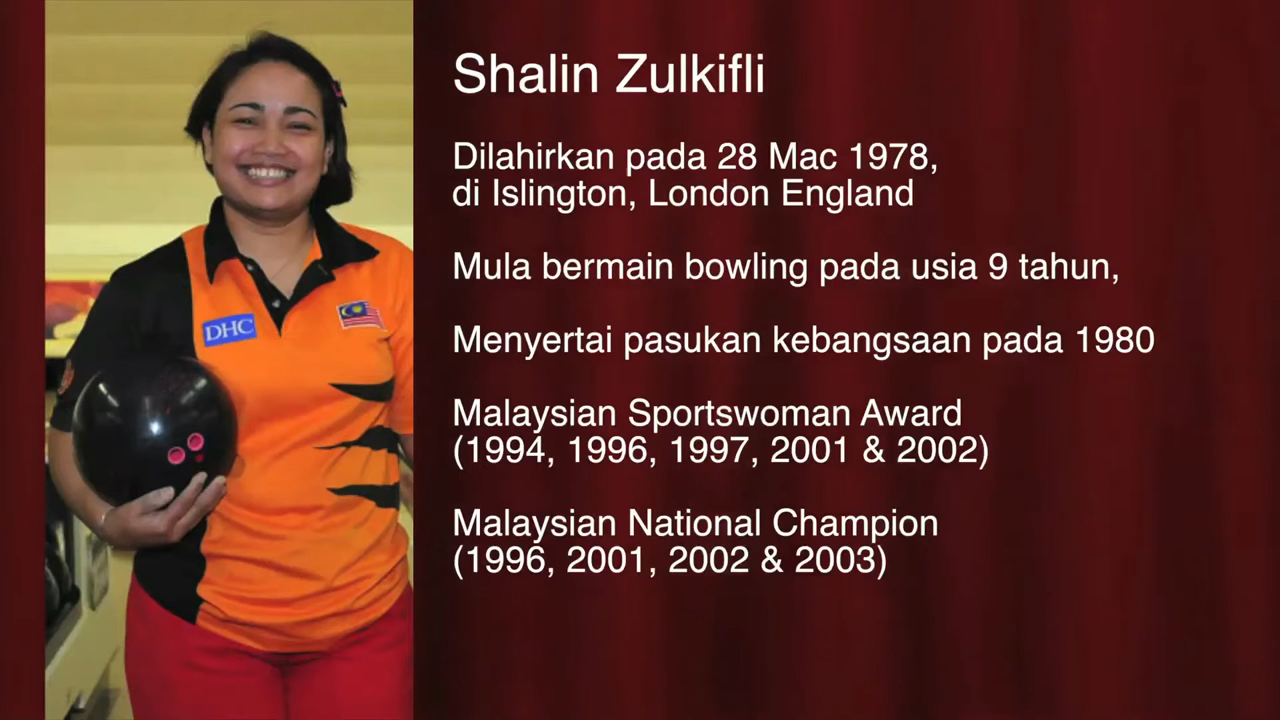 Shalin Zulkifli
Dilahirkan pada 28 Mac 1978,
di Islington, London England
Mula bermain bowling pada usia 9 tahun,
Menyertai pasukan kebangsaan pada 1980
Malaysian Sportswoman Award
(1994, 1996, 1997, 2001 & 2002)
Malaysian National Champion
(1996, 2001, 2002 & 2003)
DHC